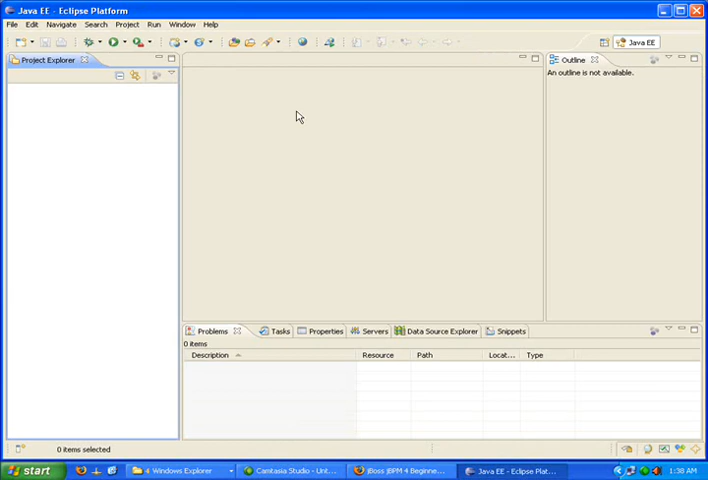 Java EE - Eclipse Platform
File Edit Navigate Search Project Run Window Help
Java EE
Project Explorer
Outline
An outline is not available.
Problems Tasks Properties Servers Data Source Explorer Snippets
0 items
Description Resource Path Locat... Type
0 items selected
start 4 Windows Explorer Camtasia Studio - Unt... jBoss jBPM 4 Beginne... Java EE - Eclipse Plat... 1:38 AM